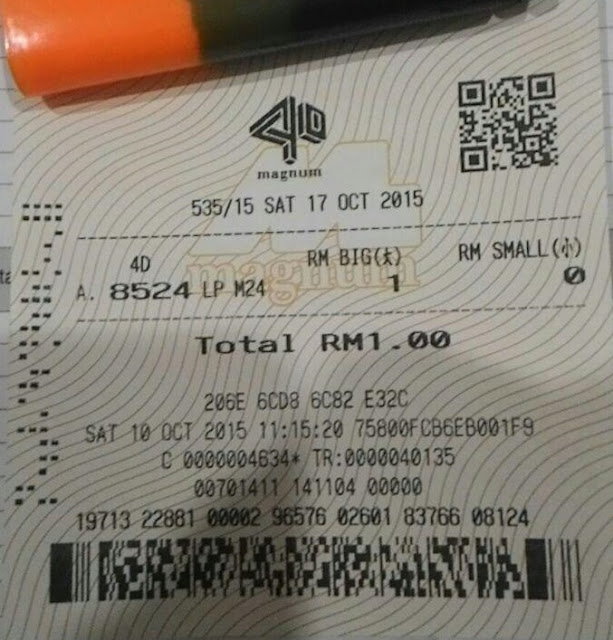 4D
magnum
535/15 SAT 17 OCT 2015
4D RM BIG(大) RM SMALL(小)
A. 8524 LP M24 1 0
magnum
Total RM1.00
206E 6CD8 6C82 E32C
SAT 10 OCT 2015 11:15:20 75800FCB6EB001F9
C 0000004634* TR:0000040135
00701411 141104 00000
19713 22881 00002 96576 02601 83766 08124